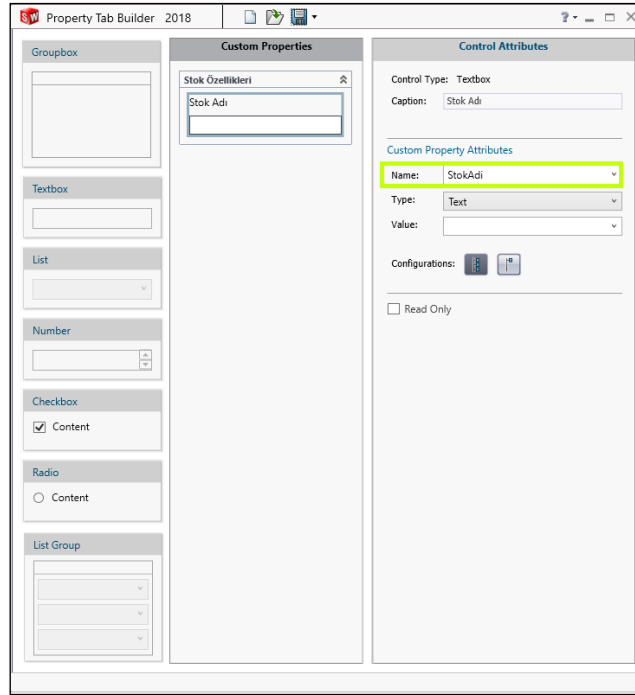 SW Property Tab Builder 2018
?
Groupbox
Textbox
List
Number
Checkbox
Content
Radio
Content
List Group
Custom Properties
Stok Özellikleri
Stok Adı
Control Attributes
Control Type: Textbox
Caption: Stok Adı
Custom Property Attributes
Name: StokAdi
Type: Text
Value:
Configurations:
Read Only